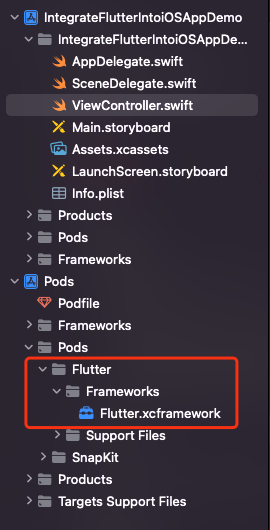 IntegrateFlutterIntoiOSAppDemo
IntegrateFlutterIntoiOSAppDe...
AppDelegate.swift
SceneDelegate.swift
ViewController.swift
Main.storyboard
Assets.xcassets
LaunchScreen.storyboard
Info.plist
Products
Pods
Frameworks
Pods
Podfile
Frameworks
Pods
Flutter
Frameworks
Flutter.xcframework
Support Files
SnapKit
Products
Targets Support Files